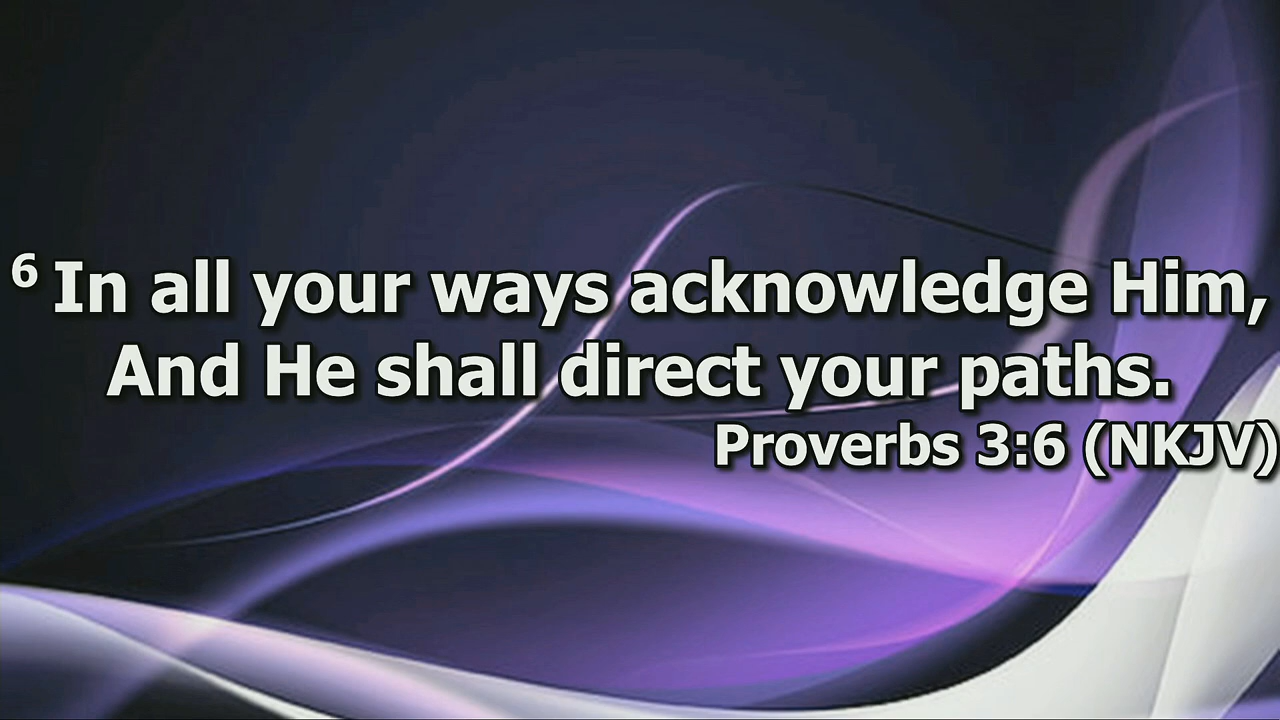 6 In all your ways acknowledge Him,
And He shall direct your paths.
Proverbs 3:6 (NKJV)